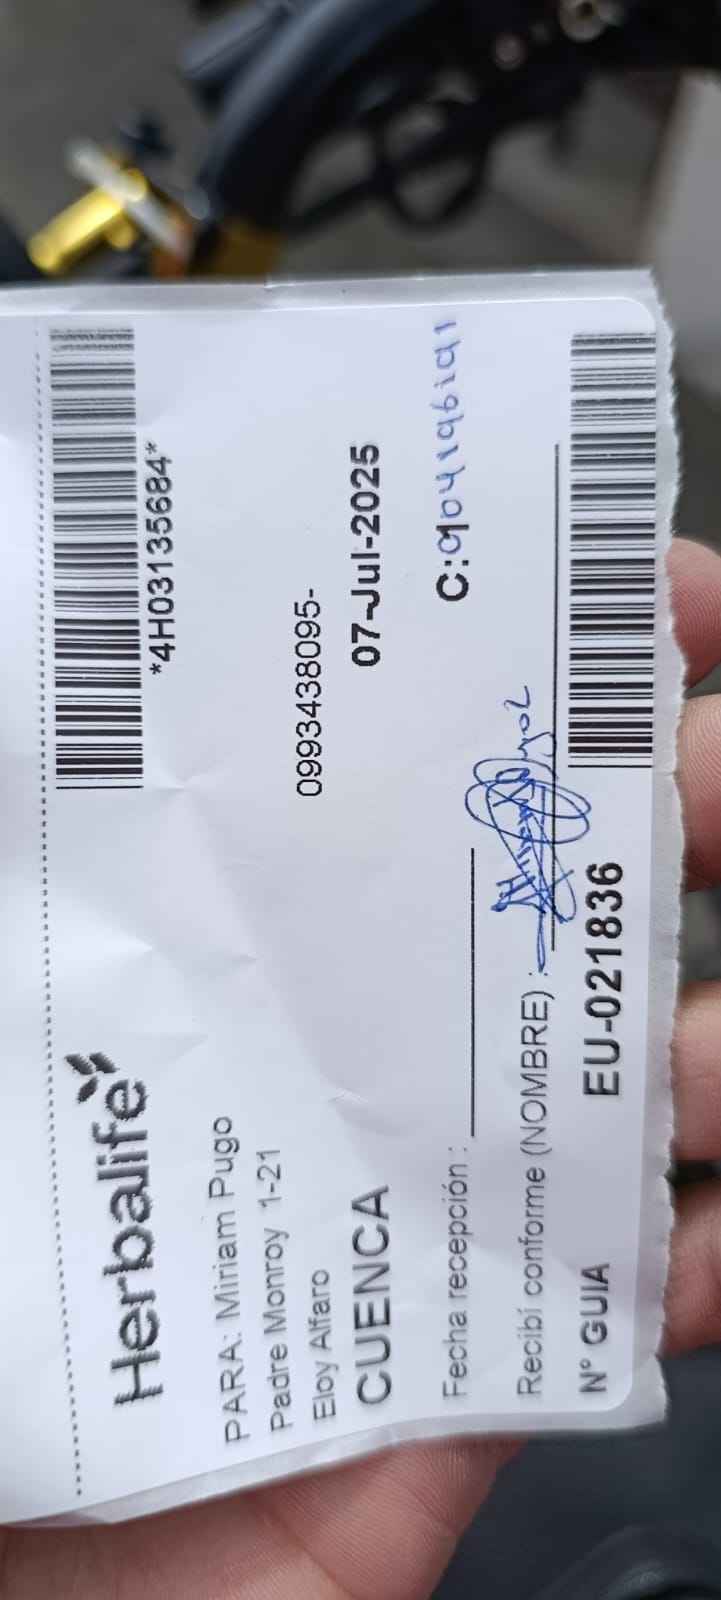 *4H03135684*
Herbalife
PARA: Miriam Pugo
Padre Monroy 1-21
0993438095-
Eloy Alfaro
CUENCA
07-Jul-2025
Fecha recepción :
C:0104196191
Recibí conforme (NOMBRE) :
N° GUIA
EU-021836